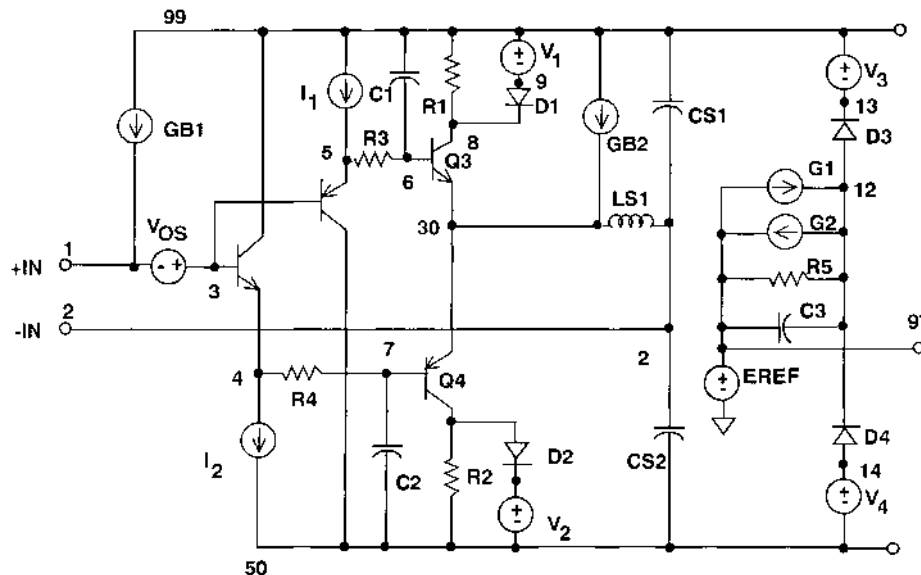 99
V1
V3
I1
C1
9
13
GB1
R1
D1
CS1
D3
R3
8
5
Q3
GB2
G1
6
12
LS1
VOS
30
G2
1
+IN
- +
3
R5
2
-IN
C3
97
7
2
4
Q4
EREF
R4
D4
I2
C2
R2
D2
CS2
14
V2
V4
50